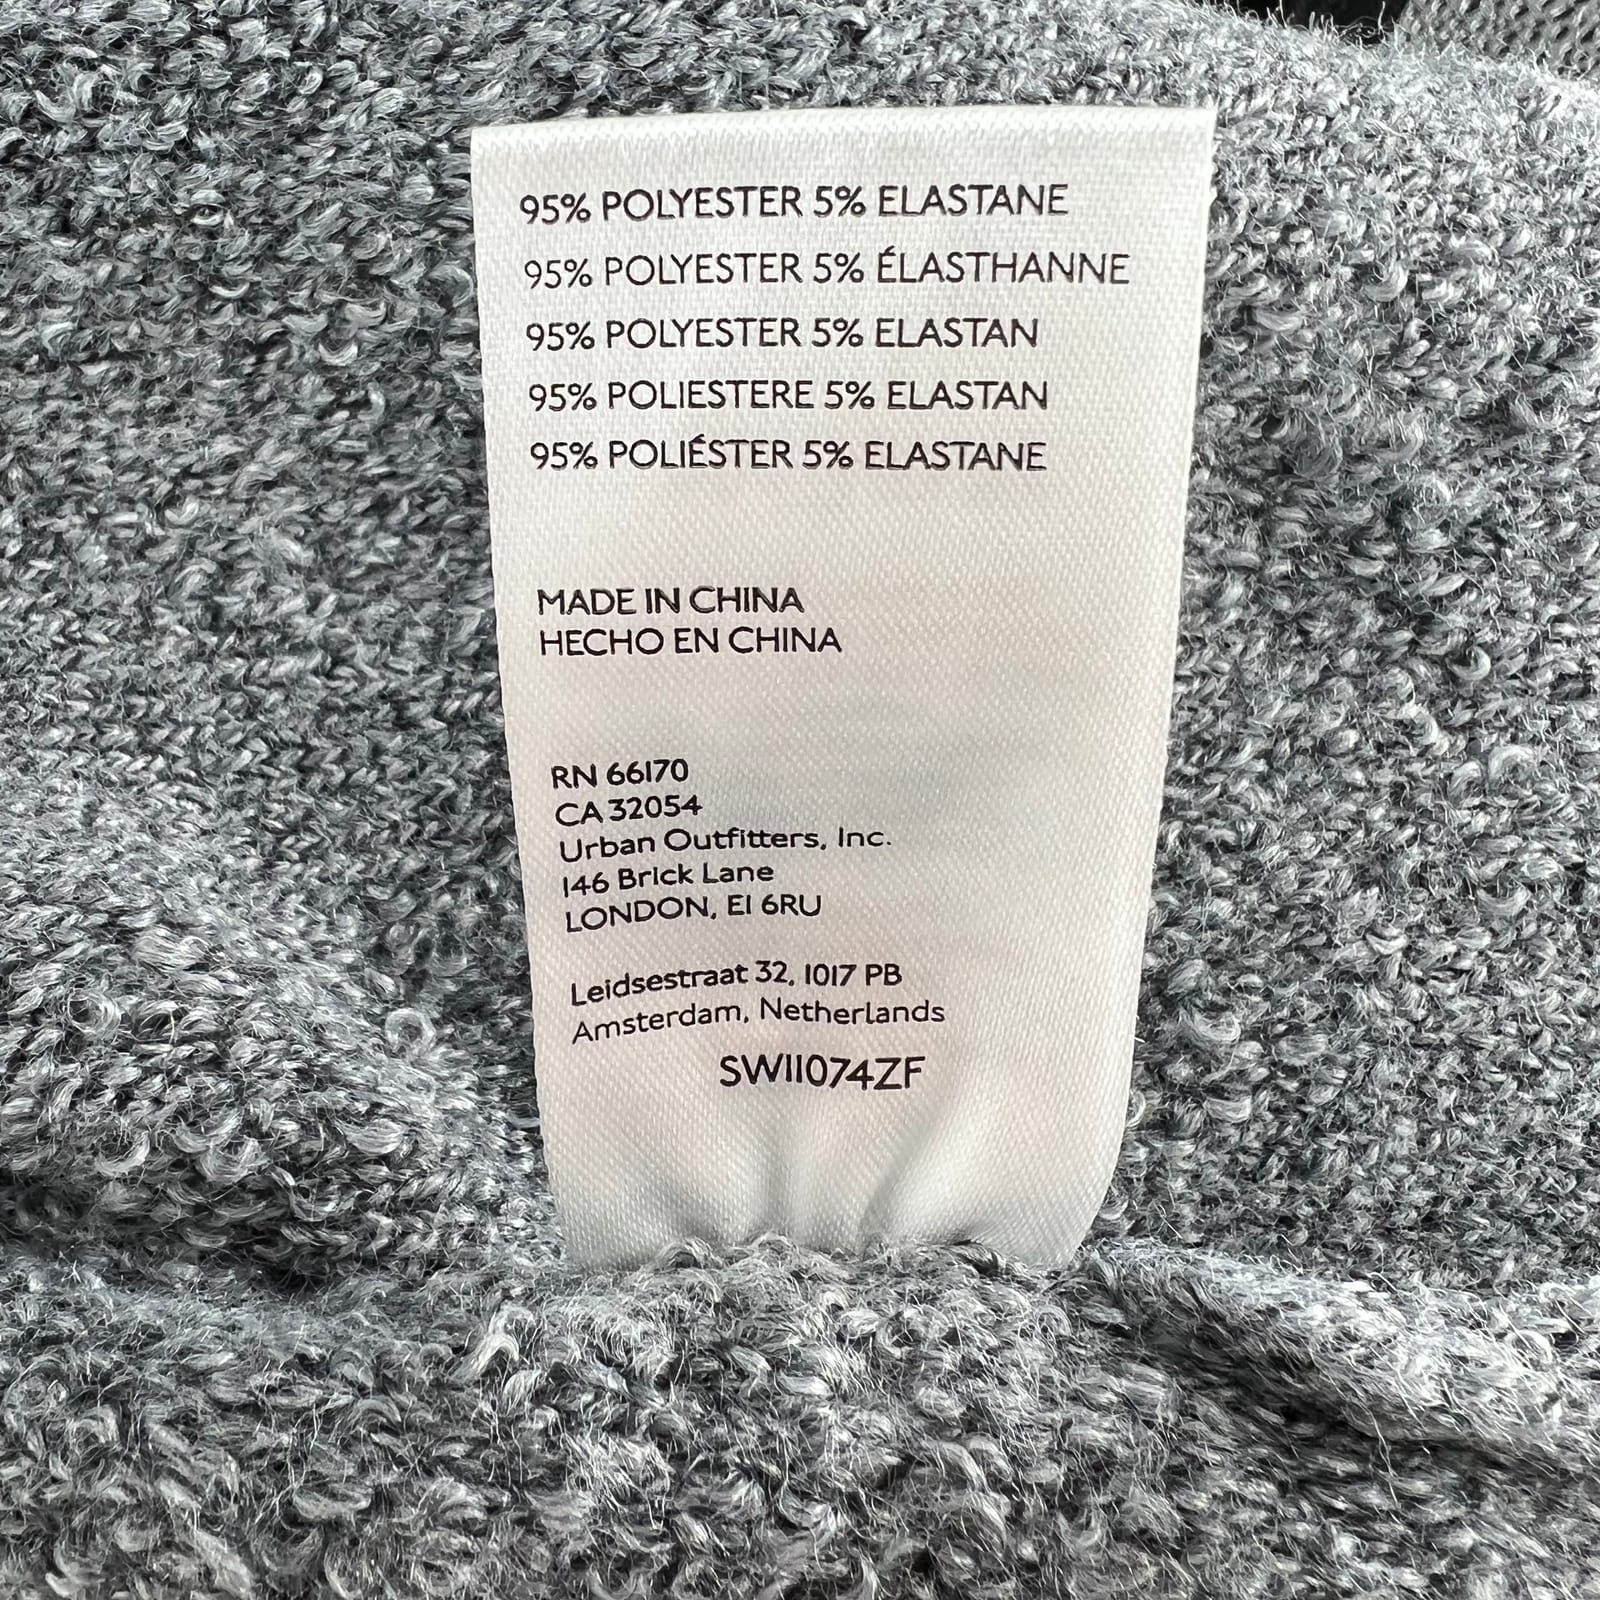 95% POLYESTER 5% ELASTANE
95% POLYESTER 5% ÉLASTHANNE
95% POLYESTER 5% ELASTAN
95% POLIESTERE 5% ELASTAN
95% POLIÉSTER 5% ELASTANE
MADE IN CHINA
HECHO EN CHINA
RN 66170
CA 32054
Urban Outfitters, Inc.
146 Brick Lane
LONDON, E1 6RU
Leidsestraat 32, 1017 PB
Amsterdam, Netherlands
SW11074ZF